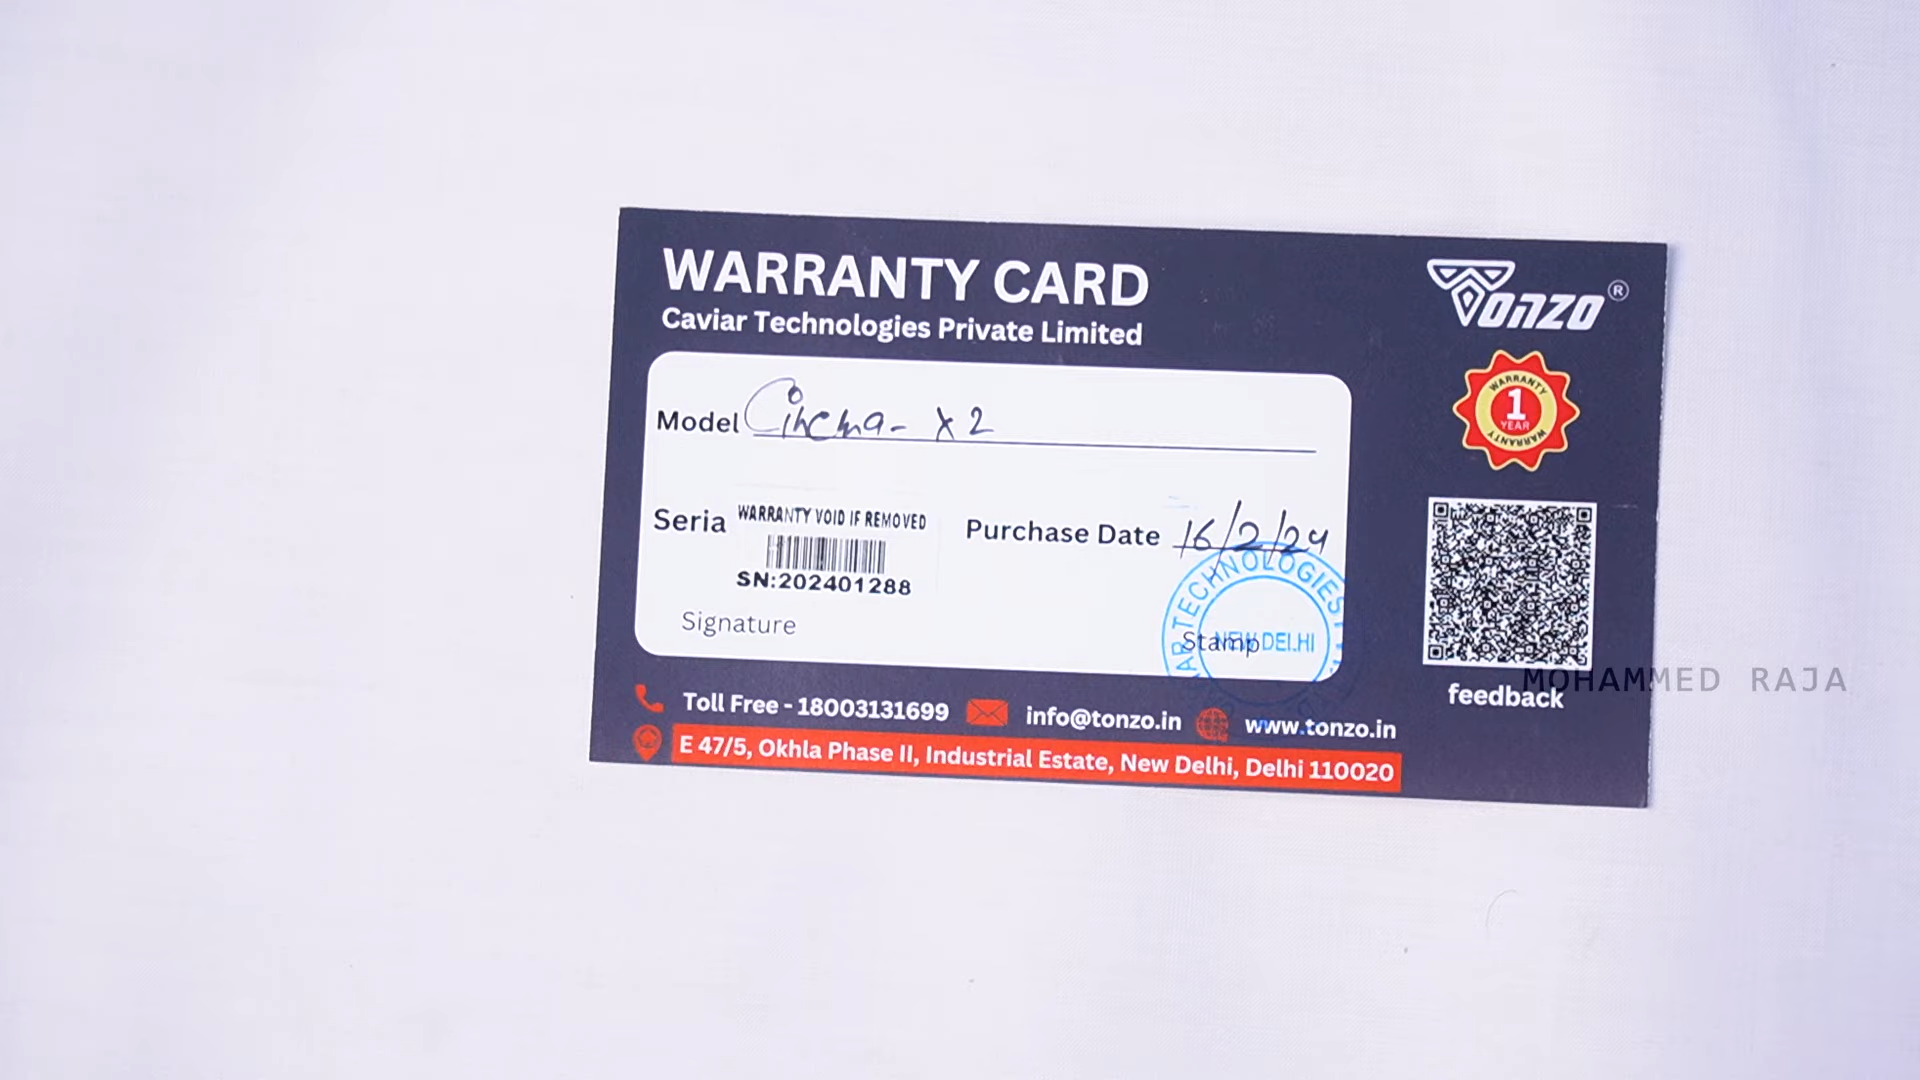 WARRANTY CARD
Caviar Technologies Private Limited
TONZO ®
WARRANTY
1
YEAR
WARRANTY
Model Cinema- X2
Seria WARRANTY VOID IF REMOVED
SN:202401288
Purchase Date 16/2/24
Signature
Stamp
TECHNOLOGIES
NEW DELHI
feedback
MOHAMMED RAJA
Toll Free - 18003131699 info@tonzo.in www.tonzo.in
E 47/5, Okhla Phase II, Industrial Estate, New Delhi, Delhi 110020